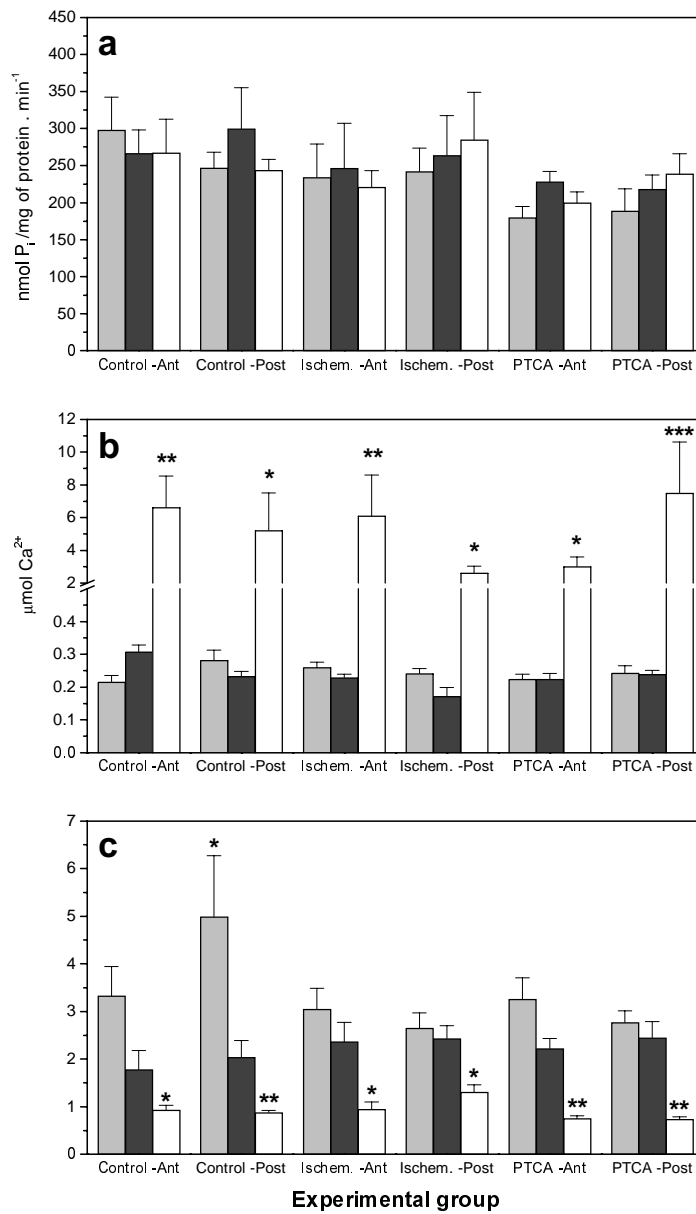 a
450
400
350
300
250
200
150
100
50
0
nmol Pᵢ /mg of protein . min⁻¹
Control -Ant Control -Post Ischem. -Ant Ischem. -Post PTCA -Ant PTCA -Post
b
12
10
8
6
4
2
0.4
0.3
0.2
0.1
0.0
μmol Ca²⁺
** * ** * * ***
Control -Ant Control -Post Ischem. -Ant Ischem. -Post PTCA -Ant PTCA -Post
c
7
6
5
4
3
2
1
0
*
* ** * * ** **
Control -Ant Control -Post Ischem. -Ant Ischem. -Post PTCA -Ant PTCA -Post
Experimental group